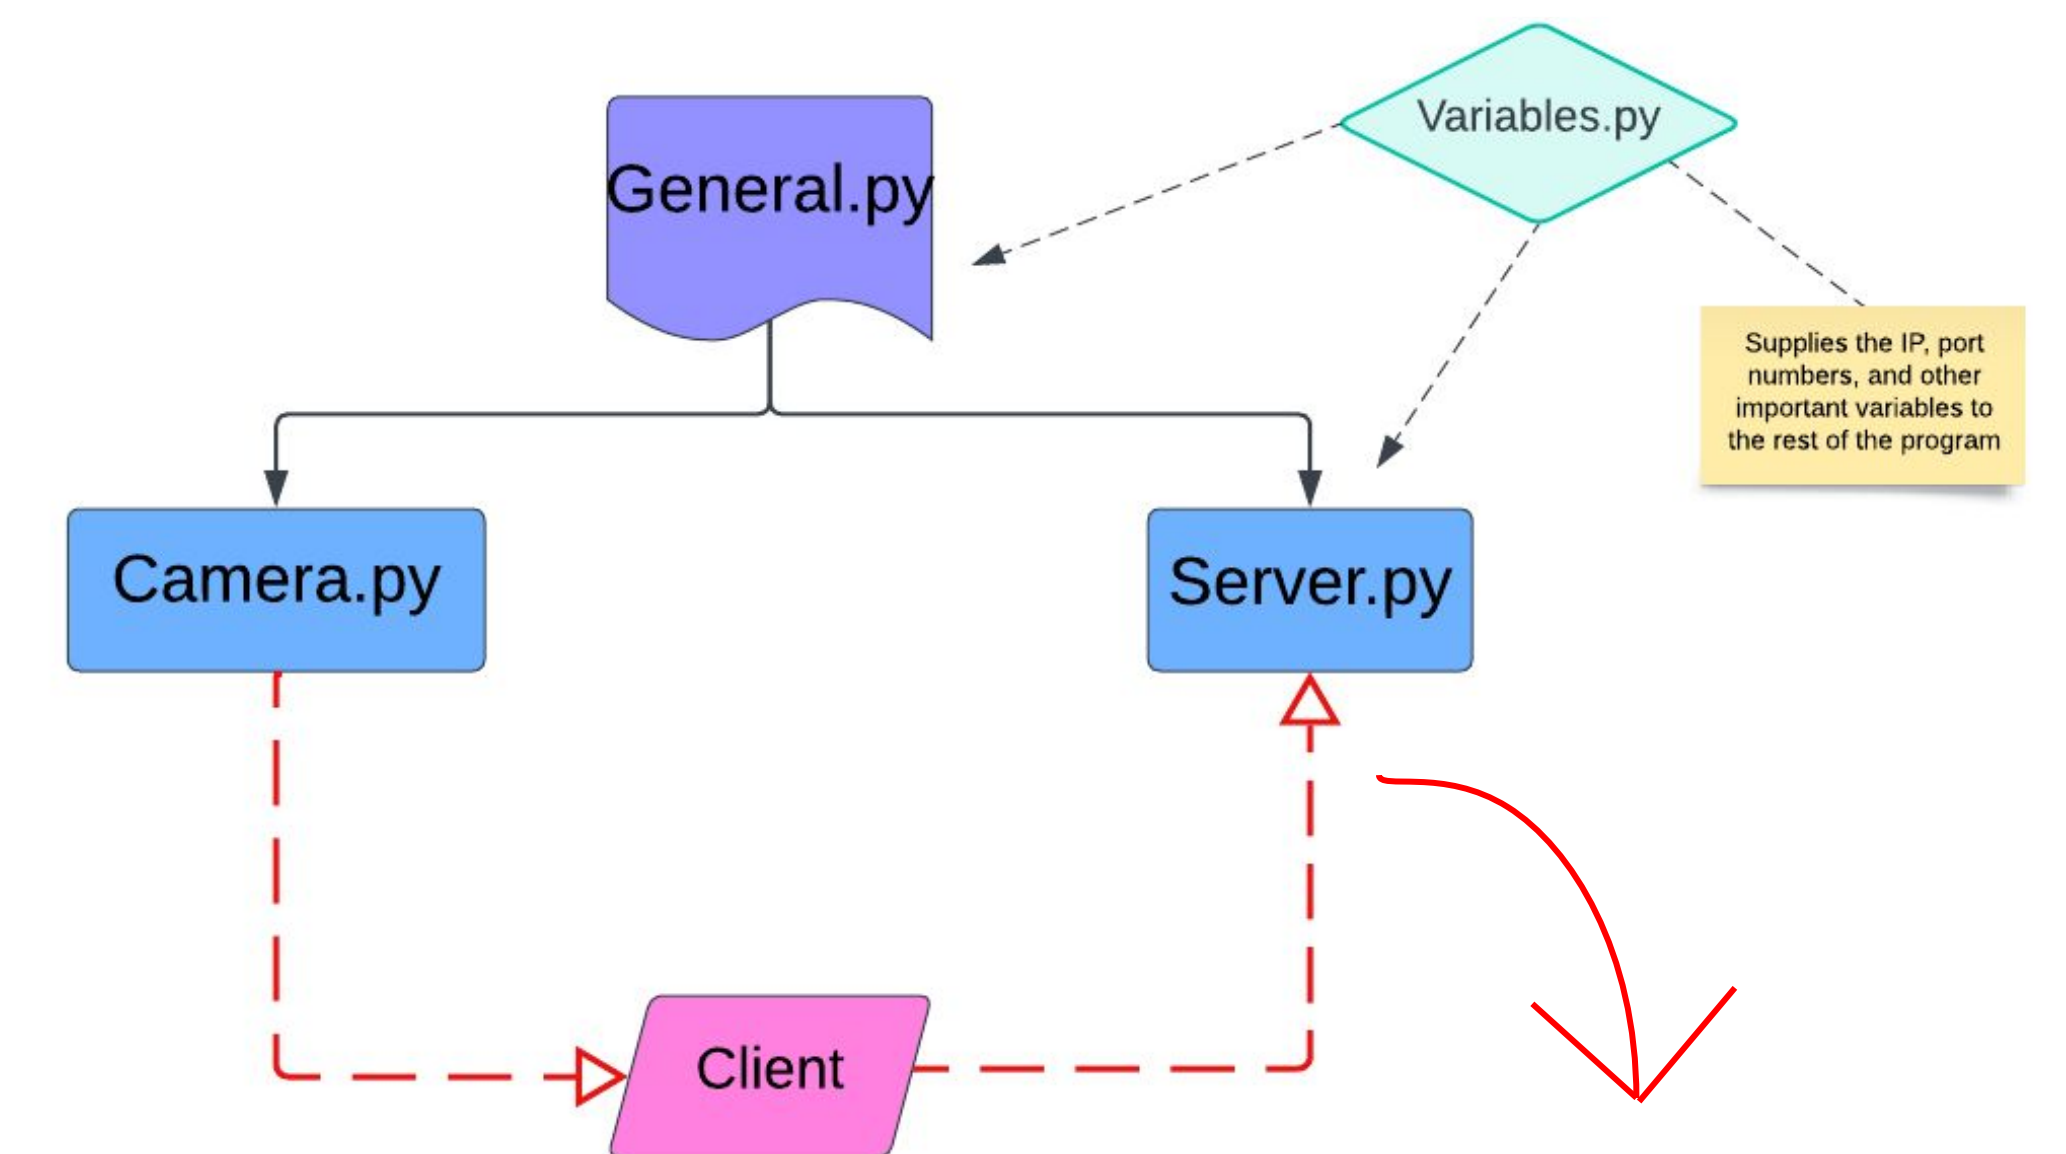 Variables.py
General.py
Supplies the IP, port
numbers, and other
important variables to
the rest of the program
Camera.py
Server.py
Client